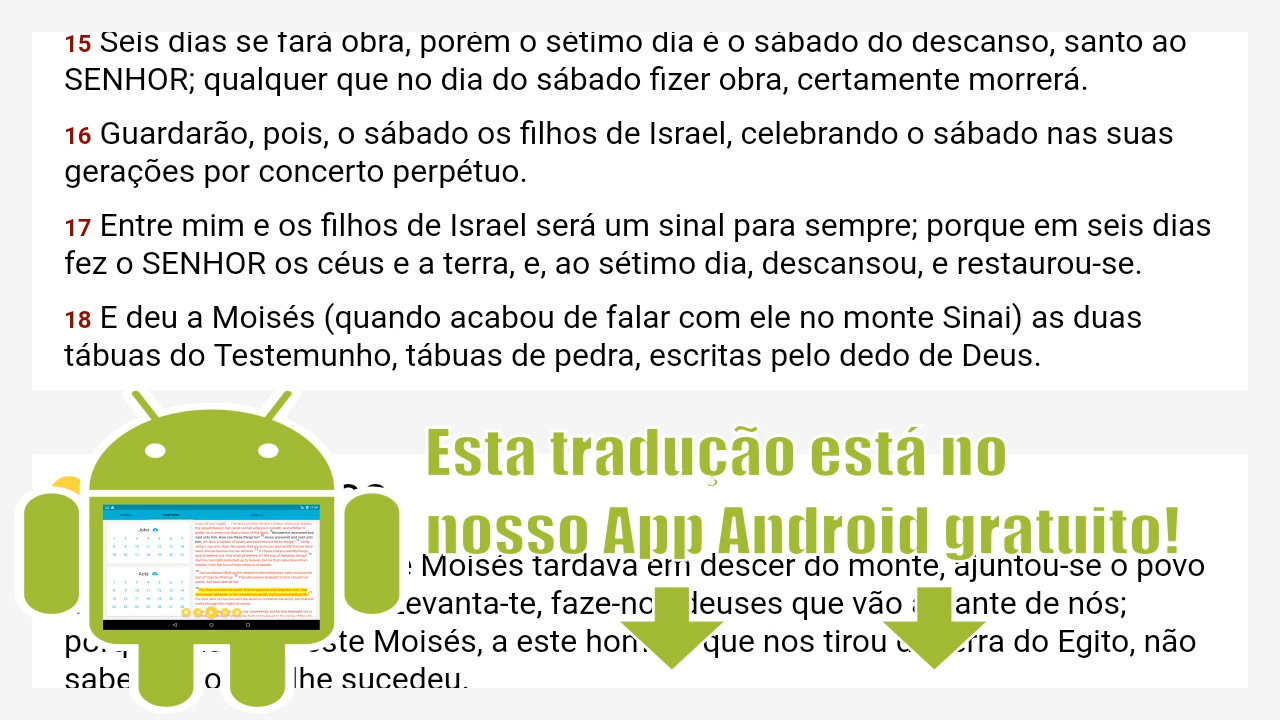 15 Seis dias se fará obra, porém o sétimo dia é o sábado do descanso, santo ao
SENHOR; qualquer que no dia do sábado fizer obra, certamente morrerá.
16 Guardarão, pois, o sábado os filhos de Israel, celebrando o sábado nas suas
gerações por concerto perpétuo.
17 Entre mim e os filhos de Israel será um sinal para sempre; porque em seis dias
fez o SENHOR os céus e a terra, e, ao sétimo dia, descansou, e restaurou-se.
18 E deu a Moisés (quando acabou de falar com ele no monte Sinai) as duas
tábuas do Testemunho, tábuas de pedra, escritas pelo dedo de Deus.
Esta tradução está no
nosso App Android gratuito!
Moisés tardava em descer do monte, ajuntou-se o povo
Levanta-te, deuses que vão de nós;
Moisés, a este que nos tirou do Egito, não
lhe sucedeu.
John
Acts